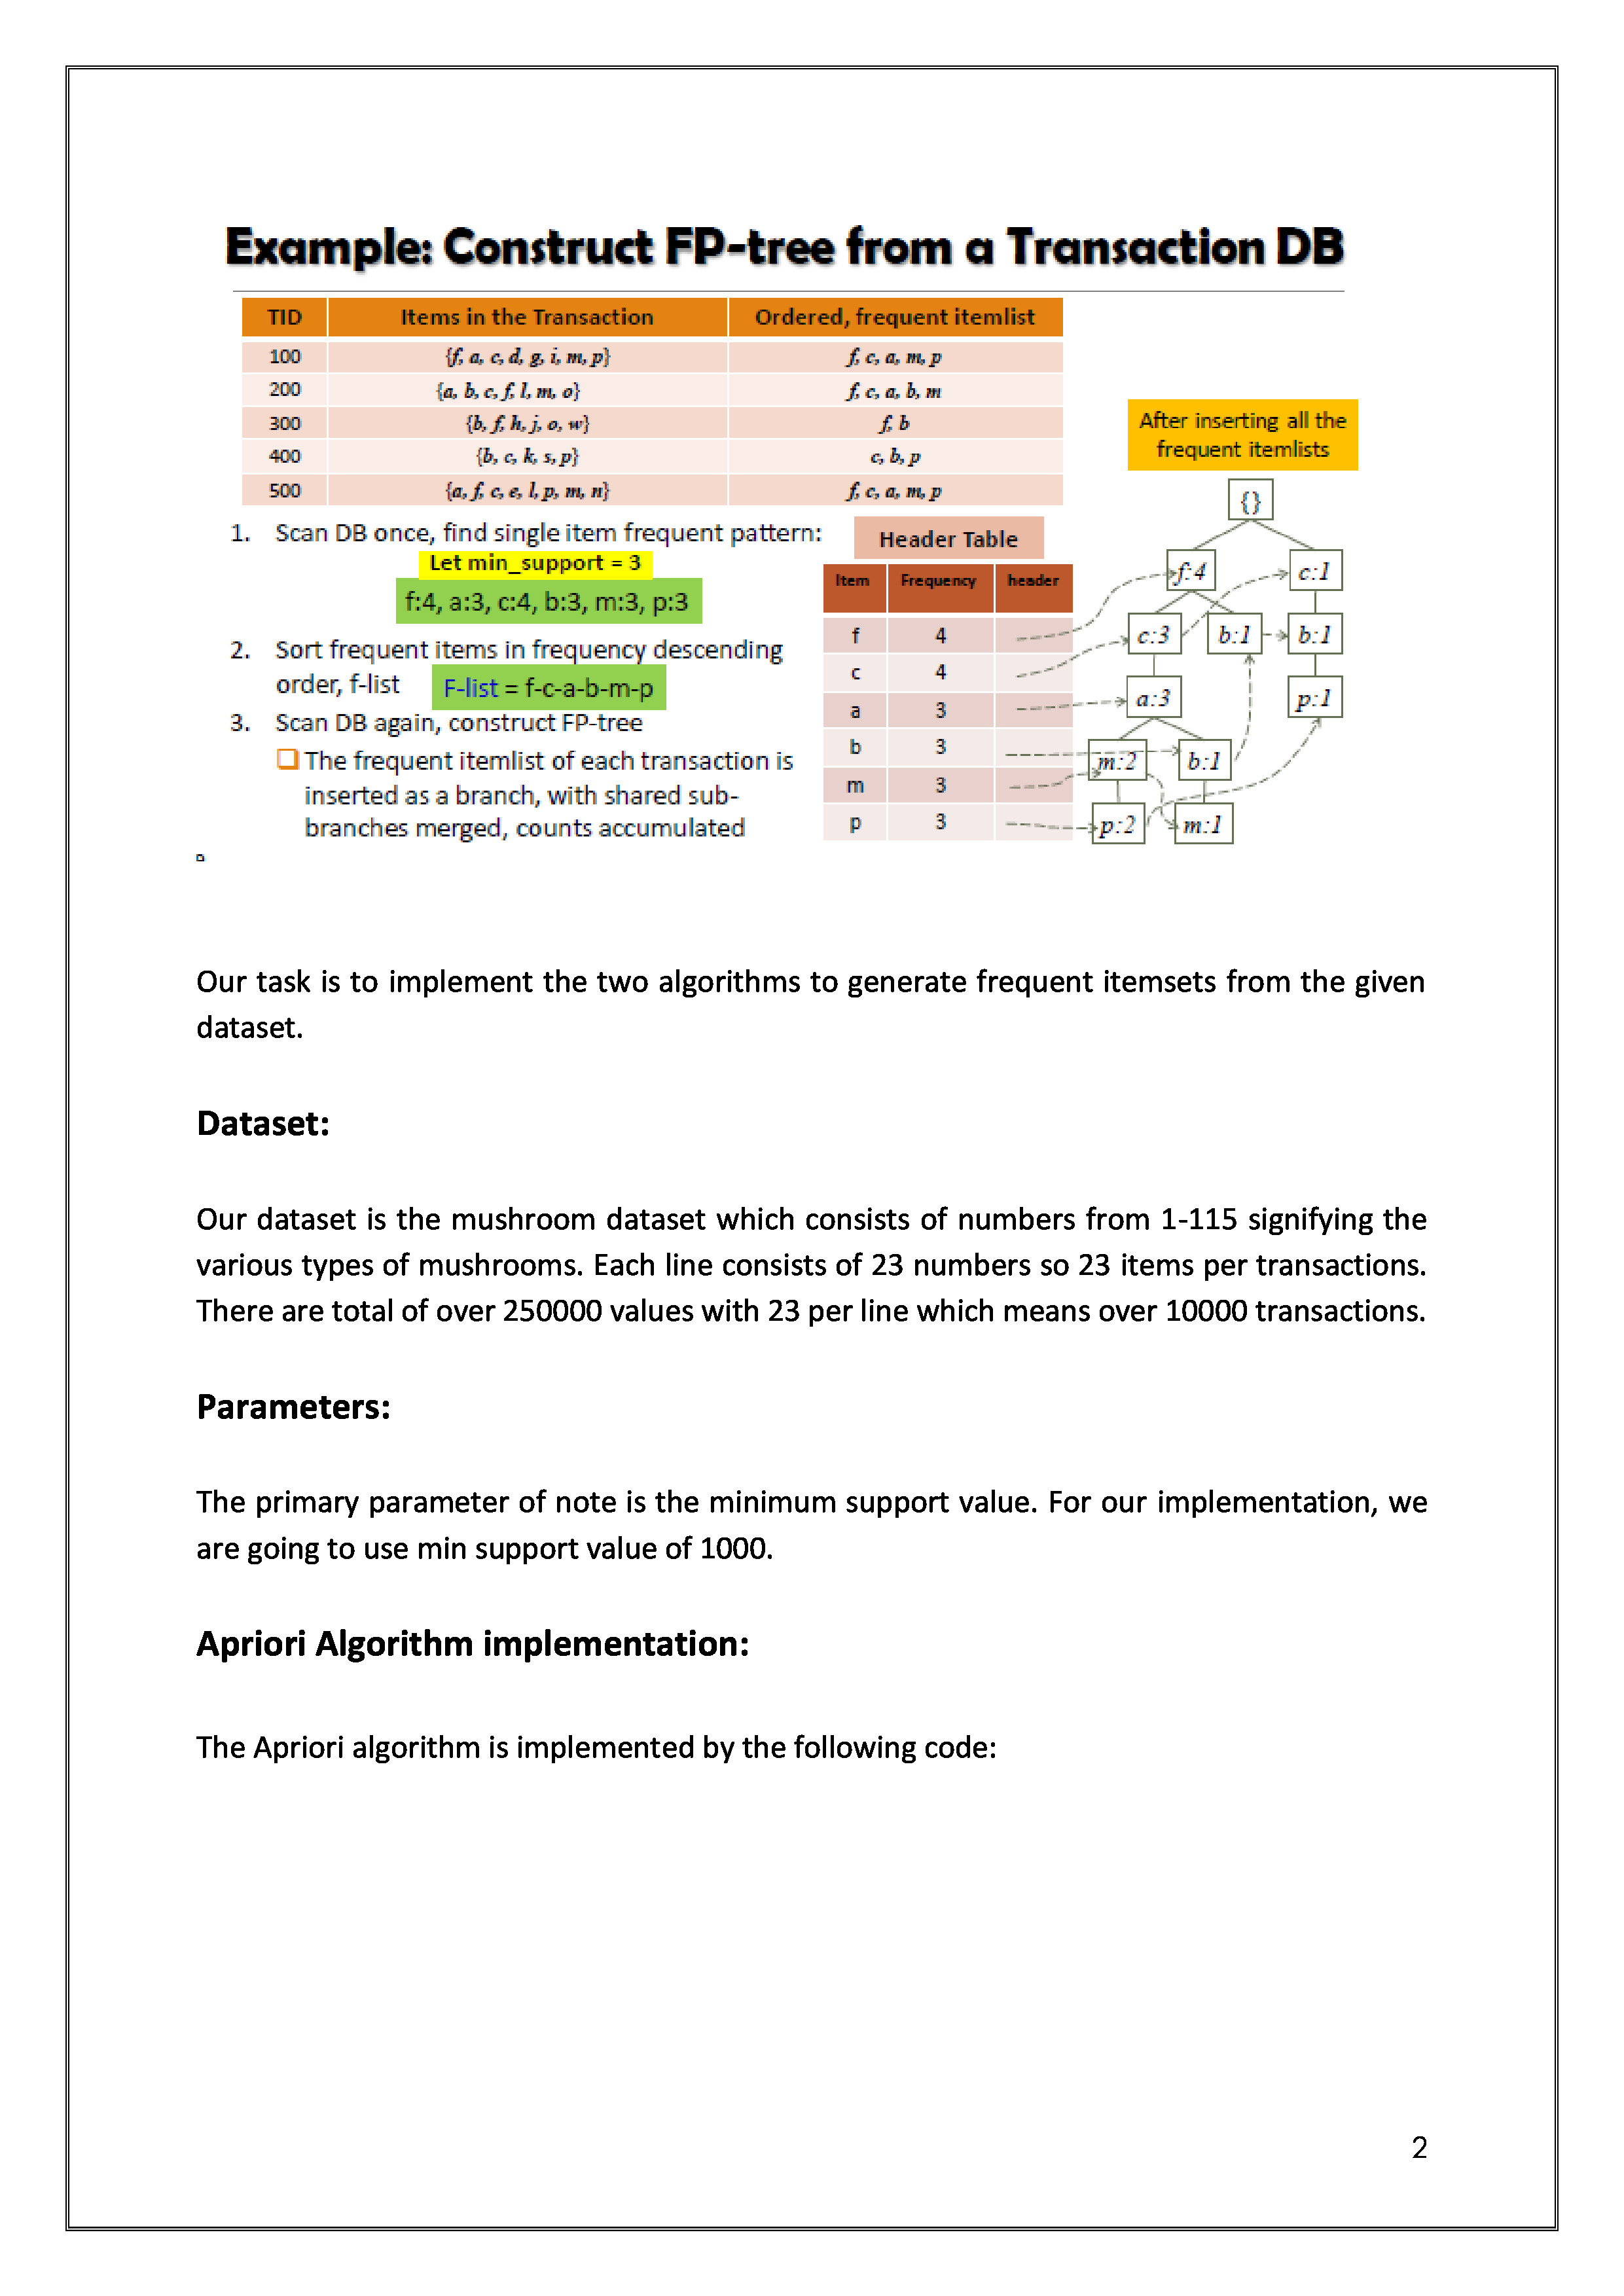 Example: Construct FP-tree from a Transaction DB
TID Items in the Transaction Ordered, frequent itemlist
100 {f, a, c, d, g, i, m, p} f, c, a, m, p
200 {a, b, c, f, l, m, o} f, c, a, b, m
300 {b, f, h, j, o, w} f, b
400 {b, c, k, s, p} c, b, p
500 {a, f, c, e, l, p, m, n} f, c, a, m, p
After inserting all the
frequent itemlists
1. Scan DB once, find single item frequent pattern:
Let min_support = 3
f:4, a:3, c:4, b:3, m:3, p:3
2. Sort frequent items in frequency descending
order, f-list F-list = f-c-a-b-m-p
3. Scan DB again, construct FP-tree
The frequent itemlist of each transaction is
inserted as a branch, with shared sub-
branches merged, counts accumulated
Header Table
Item Frequency header
f 4
c 4
a 3
b 3
m 3
p 3
{}
f:4 c:1
c:3 b:1 b:1
a:3 p:1
m:2 b:1
p:2 m:1
Our task is to implement the two algorithms to generate frequent itemsets from the given
dataset.
Dataset:
Our dataset is the mushroom dataset which consists of numbers from 1-115 signifying the
various types of mushrooms. Each line consists of 23 numbers so 23 items per transactions.
There are total of over 250000 values with 23 per line which means over 10000 transactions.
Parameters:
The primary parameter of note is the minimum support value. For our implementation, we
are going to use min support value of 1000.
Apriori Algorithm implementation:
The Apriori algorithm is implemented by the following code:
2